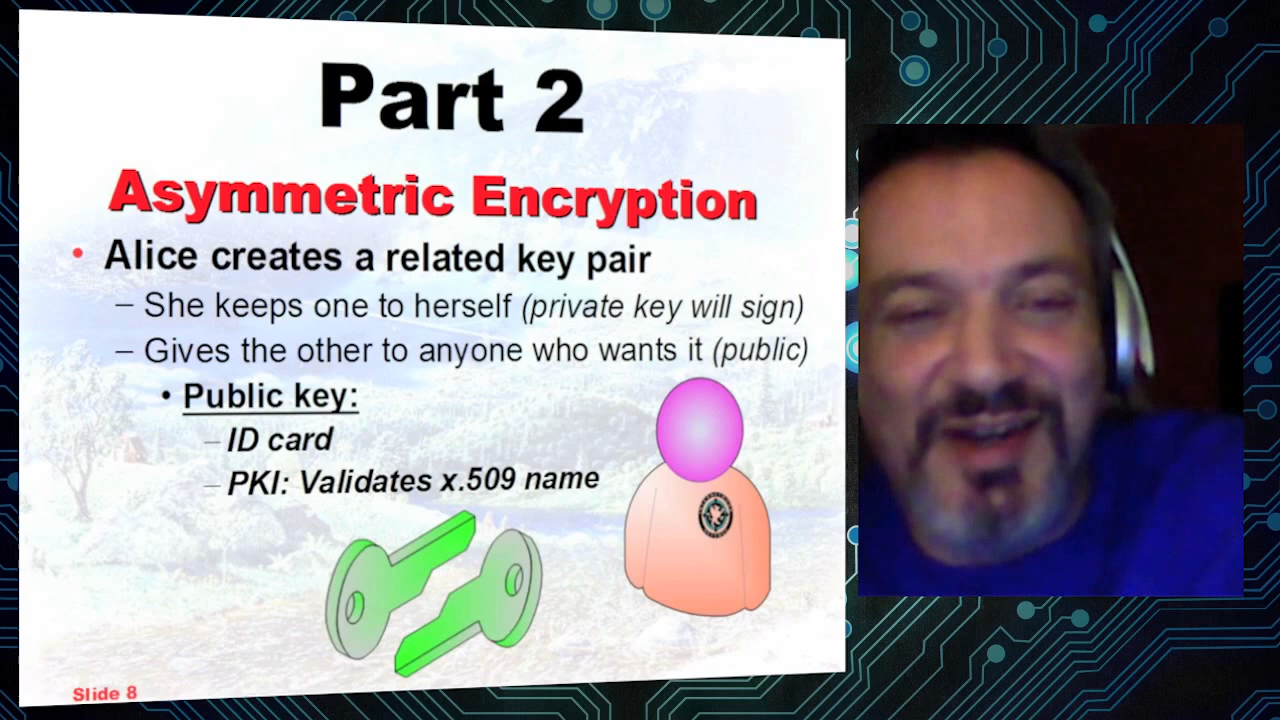 Part 2
Asymmetric Encryption
• Alice creates a related key pair
– She keeps one to herself (private key will sign)
– Gives the other to anyone who wants it (public)
• Public key:
– ID card
– PKI: Validates x.509 name
Slide 8